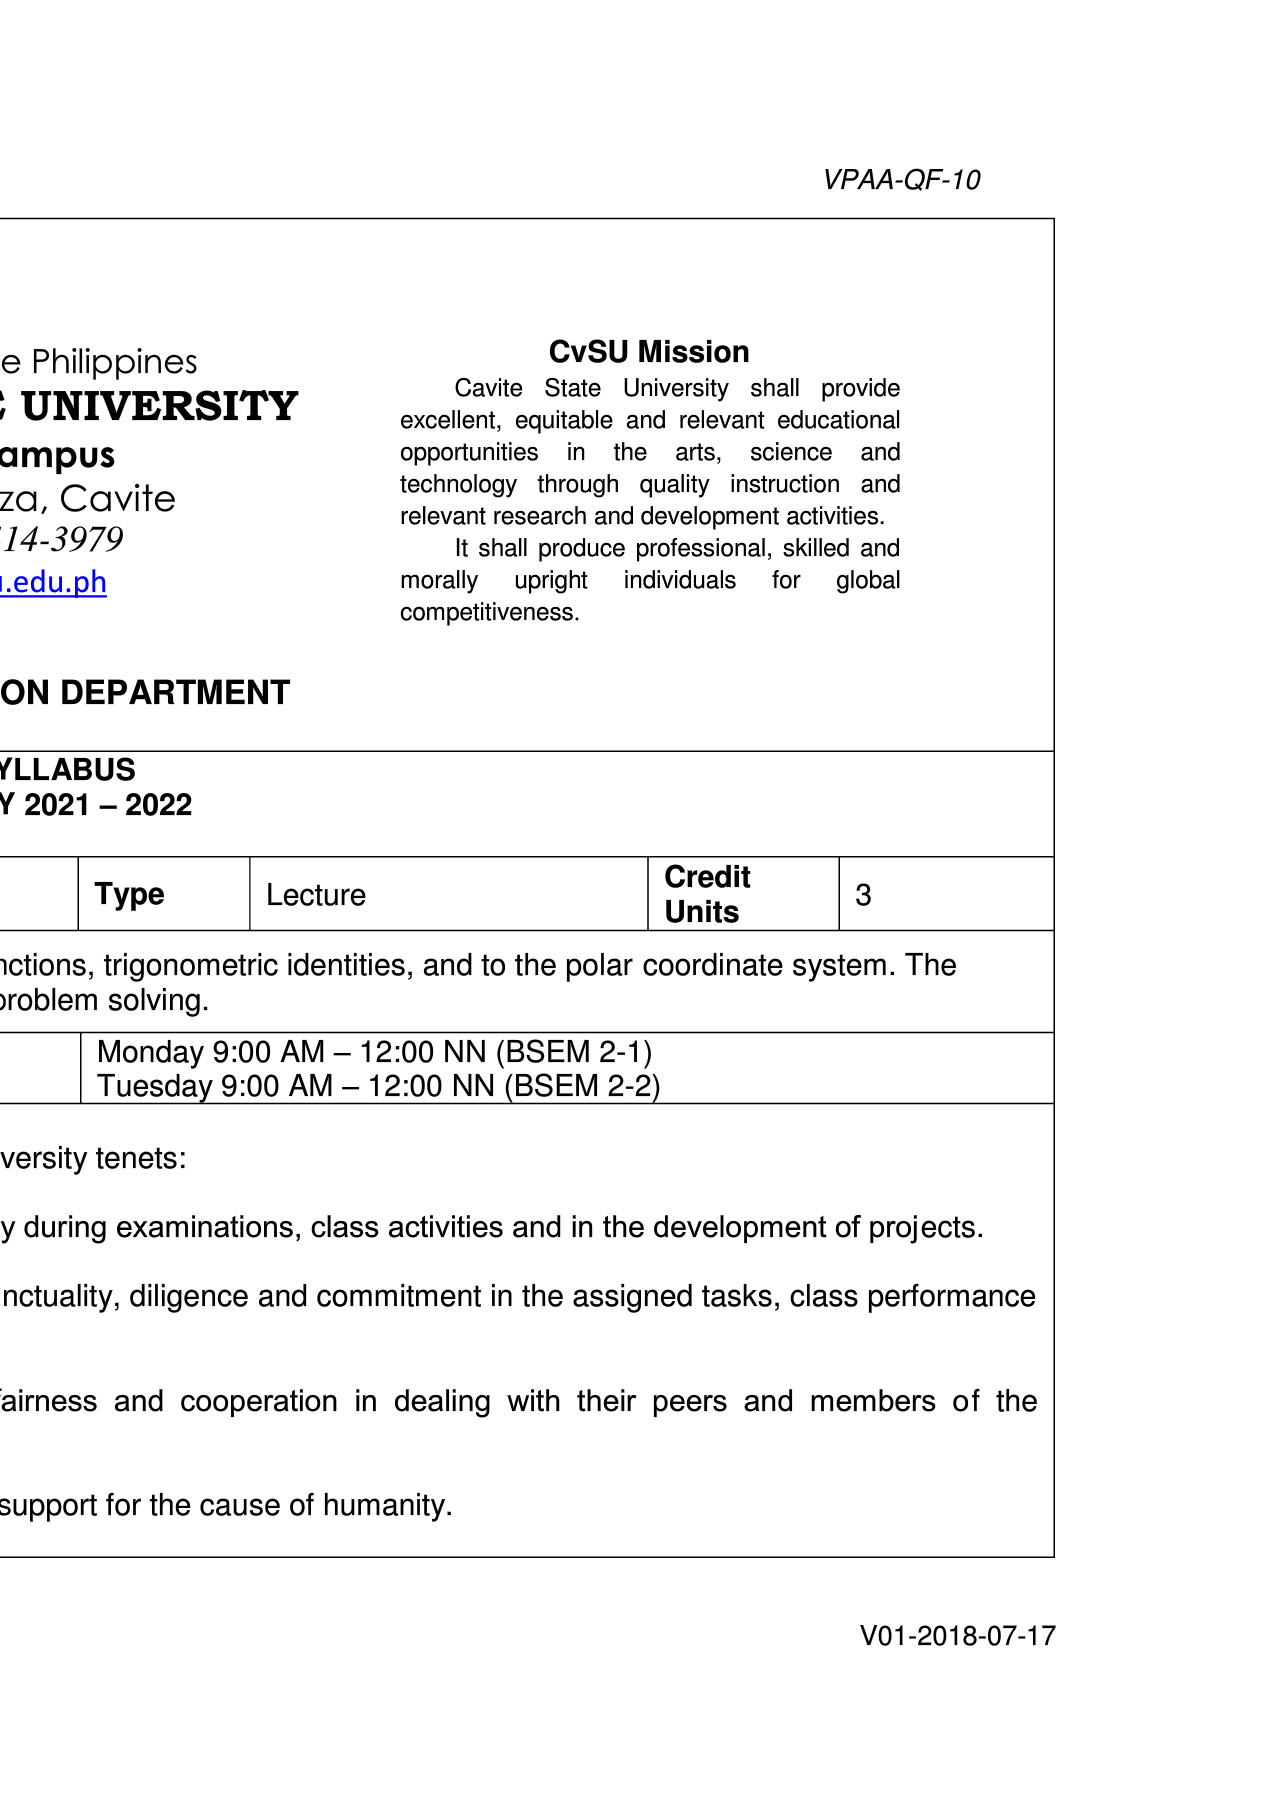 VPAA-QF-10
e Philippines
UNIVERSITY
ampus
za, Cavite
14-3979
.edu.ph
CvSU Mission
Cavite State University shall provide
excellent, equitable and relevant educational
opportunities in the arts, science and
technology through quality instruction and
relevant research and development activities.
It shall produce professional, skilled and
morally upright individuals for global
competitiveness.
ON DEPARTMENT
YLLABUS
Y 2021 – 2022
Type Lecture Credit Units 3
nctions, trigonometric identities, and to the polar coordinate system. The
problem solving.
Monday 9:00 AM – 12:00 NN (BSEM 2-1)
Tuesday 9:00 AM – 12:00 NN (BSEM 2-2)
versity tenets:
y during examinations, class activities and in the development of projects.
nctuality, diligence and commitment in the assigned tasks, class performance
fairness and cooperation in dealing with their peers and members of the
support for the cause of humanity.
V01-2018-07-17